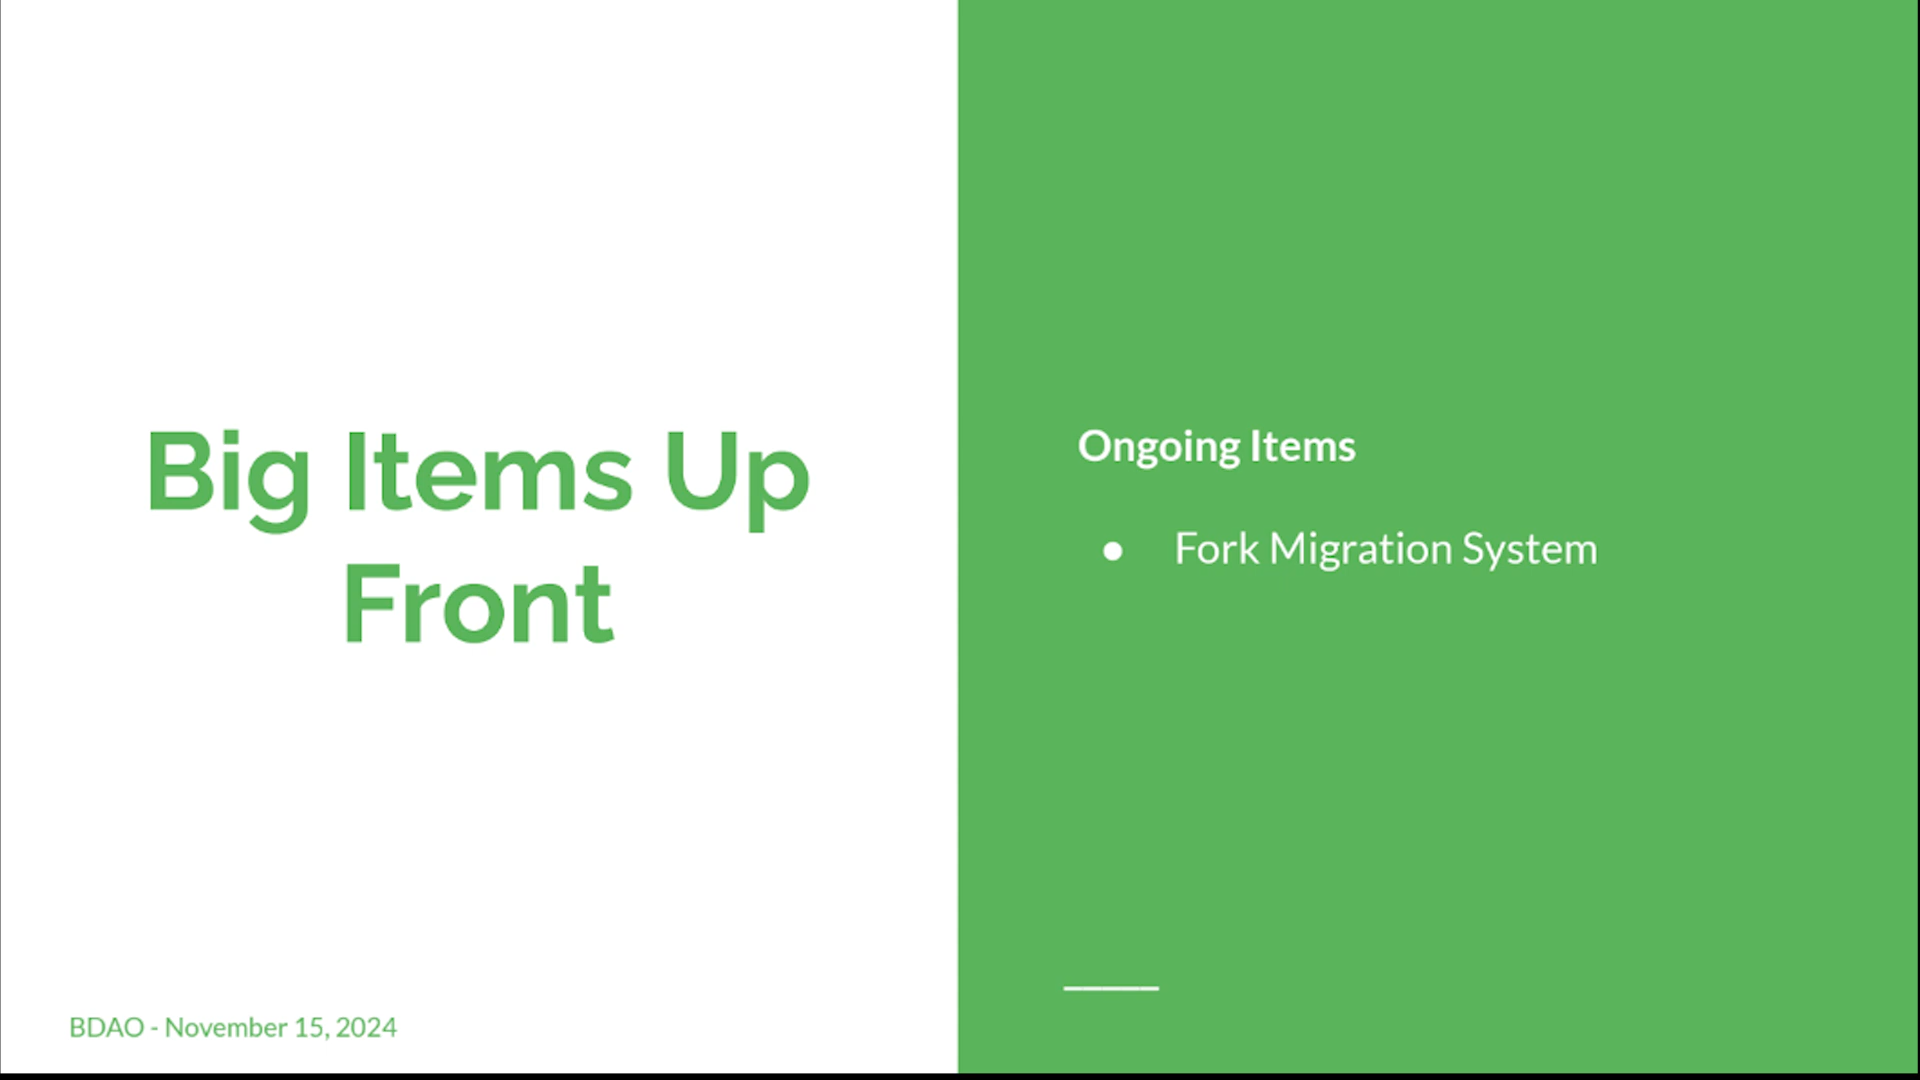 Big Items Up
Front
BDAO - November 15, 2024
Ongoing Items
● Fork Migration System